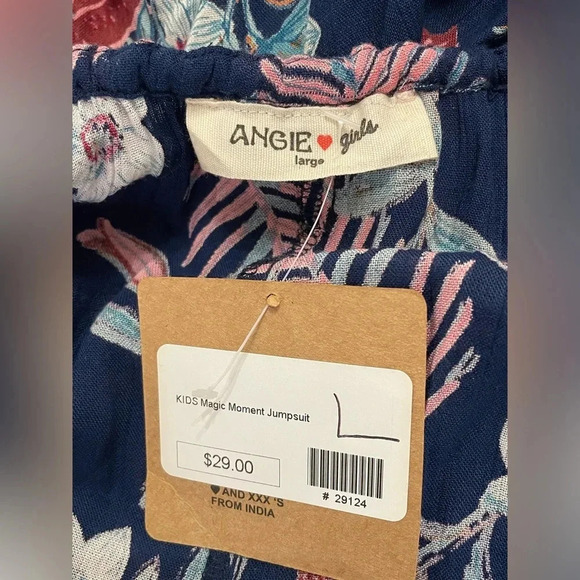 ANGIE ♥ girls
large
KIDS Magic Moment Jumpsuit
L
$29.00
# 29124
♥ AND XXX 'S
FROM INDIA